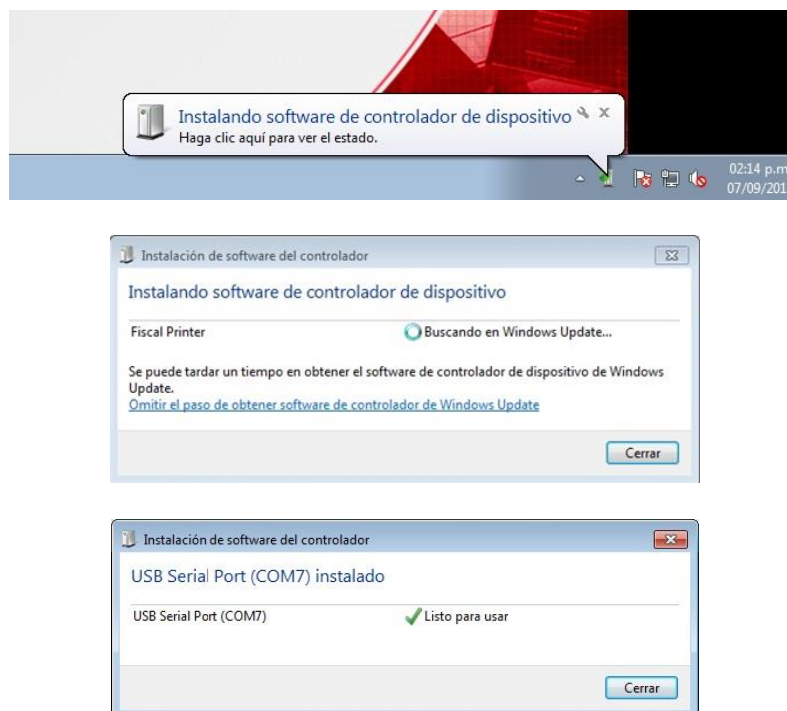 Instalando software de controlador de dispositivo
Haga clic aquí para ver el estado.
02:14 p.m
07/09/201
Instalación de software del controlador
Instalando software de controlador de dispositivo
Fiscal Printer
Buscando en Windows Update...
Se puede tardar un tiempo en obtener el software de controlador de dispositivo de Windows
Update.
Omitir el paso de obtener software de controlador de Windows Update
Cerrar
Instalación de software del controlador
USB Serial Port (COM7) instalado
USB Serial Port (COM7)
Listo para usar
Cerrar